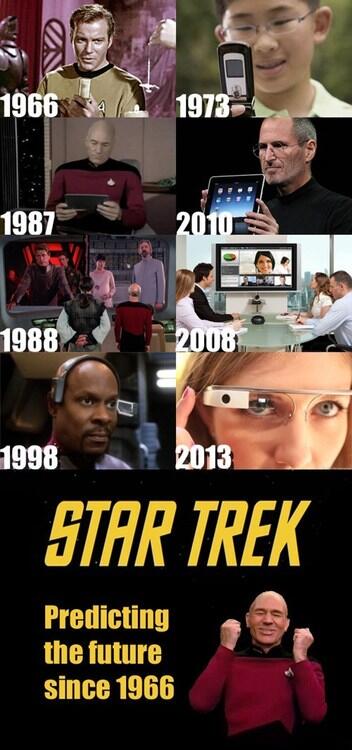 1966
1973
1987
2010
1988
2008
1998
2013
STAR TREK
Predicting
the future
since 1966